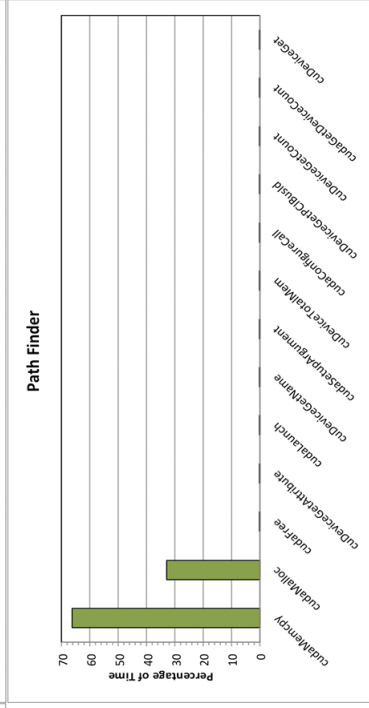 Path Finder
Percentage of Time
70
60
50
40
30
20
10
0
cudaMemcpy
cudaMalloc
cudaFree
cuDeviceGetAttribute
cudaLaunch
cuDeviceGetName
cudaSetupArgument
cuDeviceTotalMem
cudaConfigureCall
cuDeviceGetPCIBusId
cuDeviceGetCount
cudaGetDeviceCount
cuDeviceGet